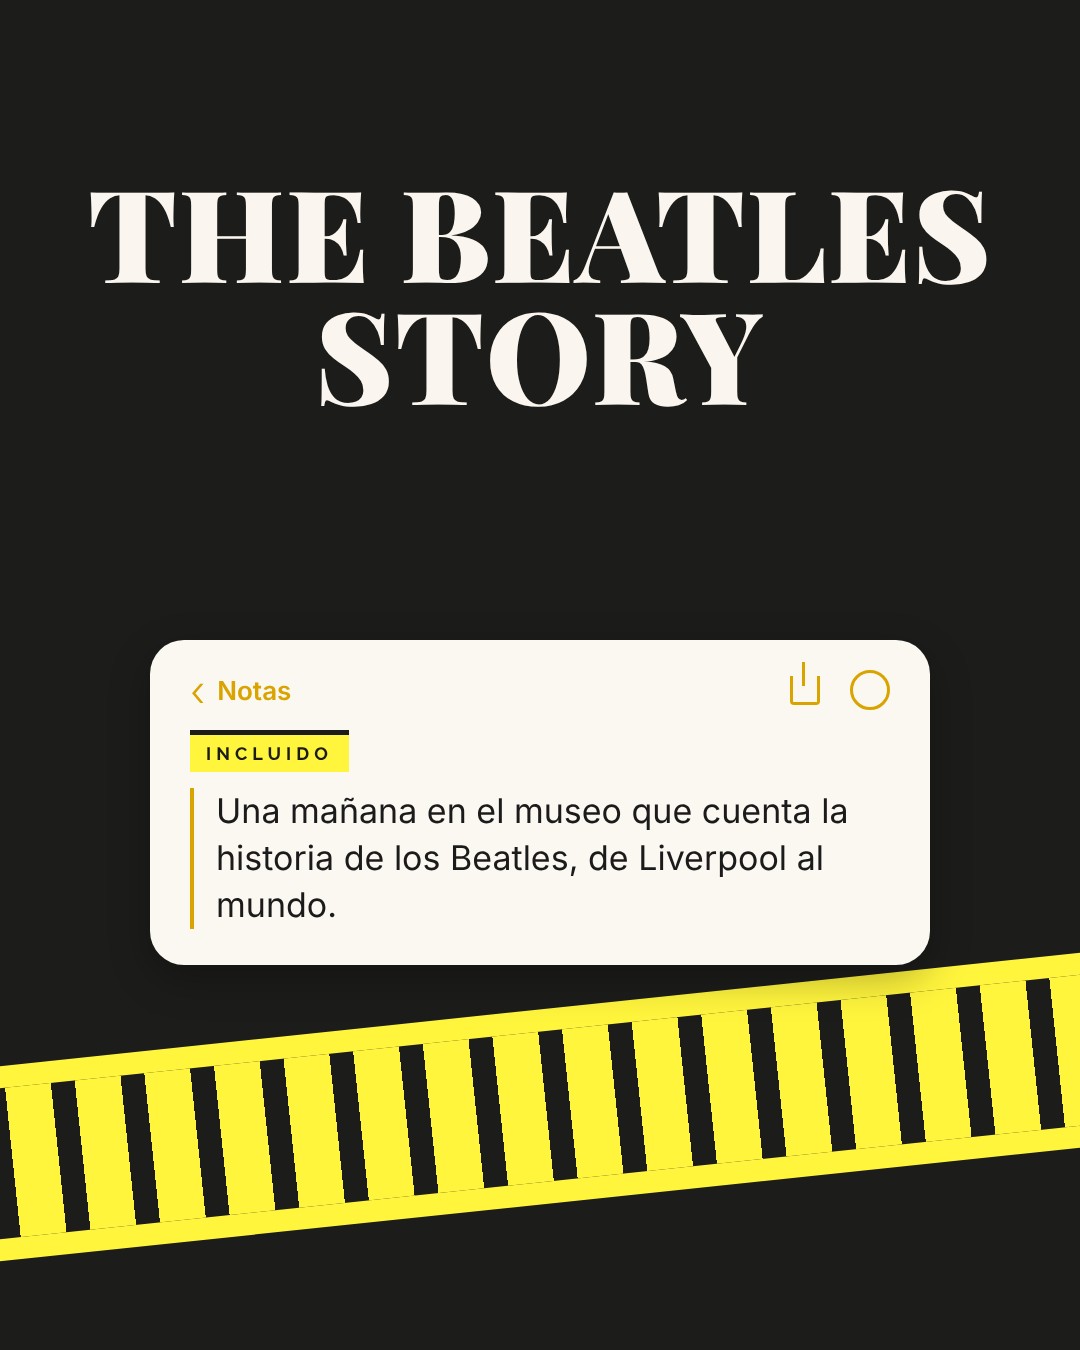 THE BEATLES
STORY
Notas
INCLUIDO
Una mañana en el museo que cuenta la
historia de los Beatles, de Liverpool al
mundo.